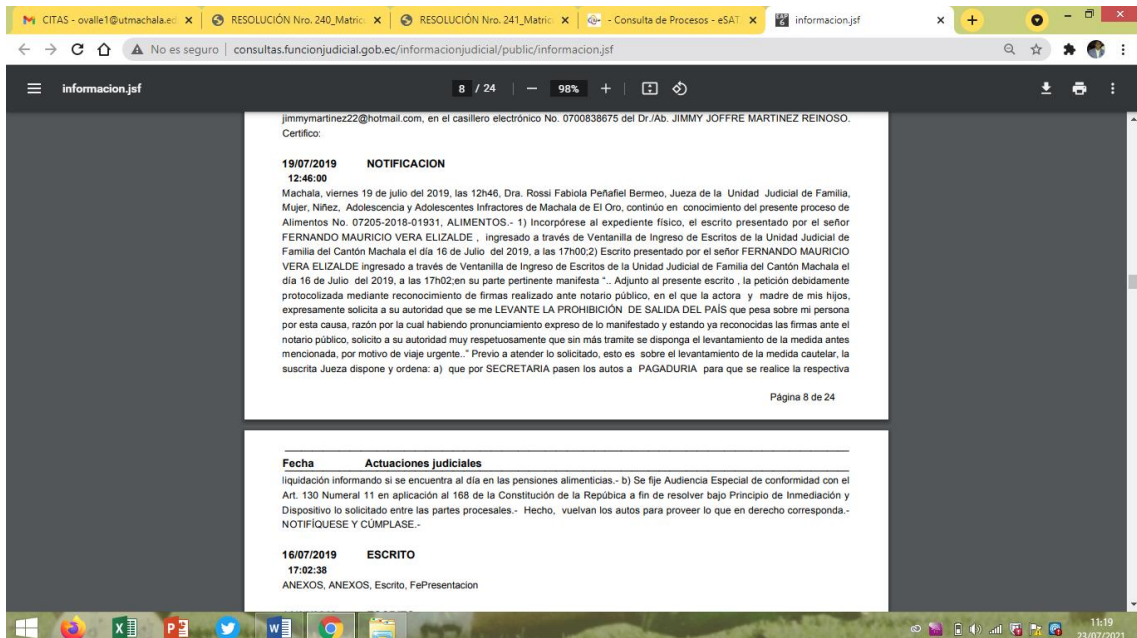 CITAS - ovalle1@utmachala.ed
RESOLUCIÓN Nro. 240_Matric
RESOLUCIÓN Nro. 241_Matric
- Consulta de Procesos - eSAT
informacion.jsf
No es seguro | consultas.funcionjudicial.gob.ec/informacionjudicial/public/informacion.jsf
informacion.jsf
8 / 24 | − 98% +
jimmymartinez22@hotmail.com, en el casillero electrónico No. 0700838675 del Dr./Ab. JIMMY JOFFRE MARTINEZ REINOSO.
Certifico:
19/07/2019 NOTIFICACION
12:46:00
Machala, viernes 19 de julio del 2019, las 12h46, Dra. Rossi Fabiola Peñafiel Bermeo, Jueza de la Unidad Judicial de Familia,
Mujer, Niñez, Adolescencia y Adolescentes Infractores de Machala de El Oro, continúo en conocimiento del presente proceso de
Alimentos No. 07205-2018-01931, ALIMENTOS.- 1) Incorpórese al expediente físico, el escrito presentado por el señor
FERNANDO MAURICIO VERA ELIZALDE , ingresado a través de Ventanilla de Ingreso de Escritos de la Unidad Judicial de
Familia del Cantón Machala el día 16 de Julio del 2019, a las 17h00;2) Escrito presentado por el señor FERNANDO MAURICIO
VERA ELIZALDE ingresado a través de Ventanilla de Ingreso de Escritos de la Unidad Judicial de Familia del Cantón Machala el
día 16 de Julio del 2019, a las 17h02;en su parte pertinente manifesta “.. Adjunto al presente escrito , la petición debidamente
protocolizada mediante reconocimiento de firmas realizado ante notario público, en el que la actora y madre de mis hijos,
expresamente solicita a su autoridad que se me LEVANTE LA PROHIBICIÓN DE SALIDA DEL PAÍS que pesa sobre mi persona
por esta causa, razón por la cual habiendo pronunciamiento expreso de lo manifestado y estando ya reconocidas las firmas ante el
notario público, solicito a su autoridad muy respetuosamente que sin más tramite se disponga el levantamiento de la medida antes
mencionada, por motivo de viaje urgente..” Previo a atender lo solicitado, esto es sobre el levantamiento de la medida cautelar, la
suscrita Jueza dispone y ordena: a) que por SECRETARIA pasen los autos a PAGADURIA para que se realice la respectiva
Página 8 de 24
Fecha Actuaciones judiciales
liquidación informando si se encuentra al día en las pensiones alimenticias.- b) Se fije Audiencia Especial de conformidad con el
Art. 130 Numeral 11 en aplicación al 168 de la Constitución de la Repúbica a fin de resolver bajo Principio de Inmediación y
Dispositivo lo solicitado entre las partes procesales.- Hecho, vuelvan los autos para proveer lo que en derecho corresponda.-
NOTIFÍQUESE Y CÚMPLASE.-
16/07/2019 ESCRITO
17:02:38
ANEXOS, ANEXOS, Escrito, FePresentacion
11:19
23/07/2021